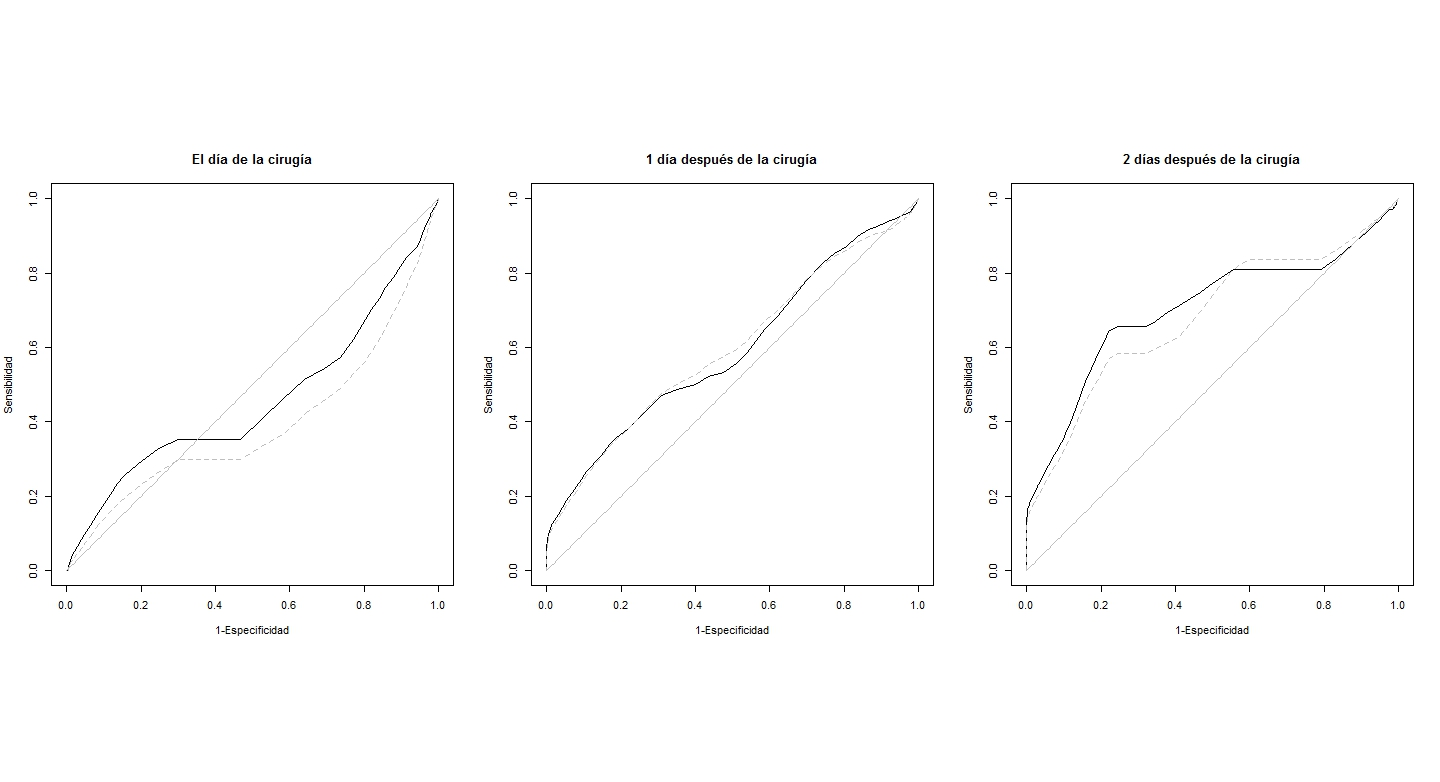 El día de la cirugía
Sensibilidad
1.0
0.8
0.6
0.4
0.2
0.0
0.0 0.2 0.4 0.6 0.8 1.0
1-Especificidad
1 día después de la cirugía
Sensibilidad
1.0
0.8
0.6
0.4
0.2
0.0
0.0 0.2 0.4 0.6 0.8 1.0
1-Especificidad
2 días después de la cirugía
Sensibilidad
1.0
0.8
0.6
0.4
0.2
0.0
0.0 0.2 0.4 0.6 0.8 1.0
1-Especificidad